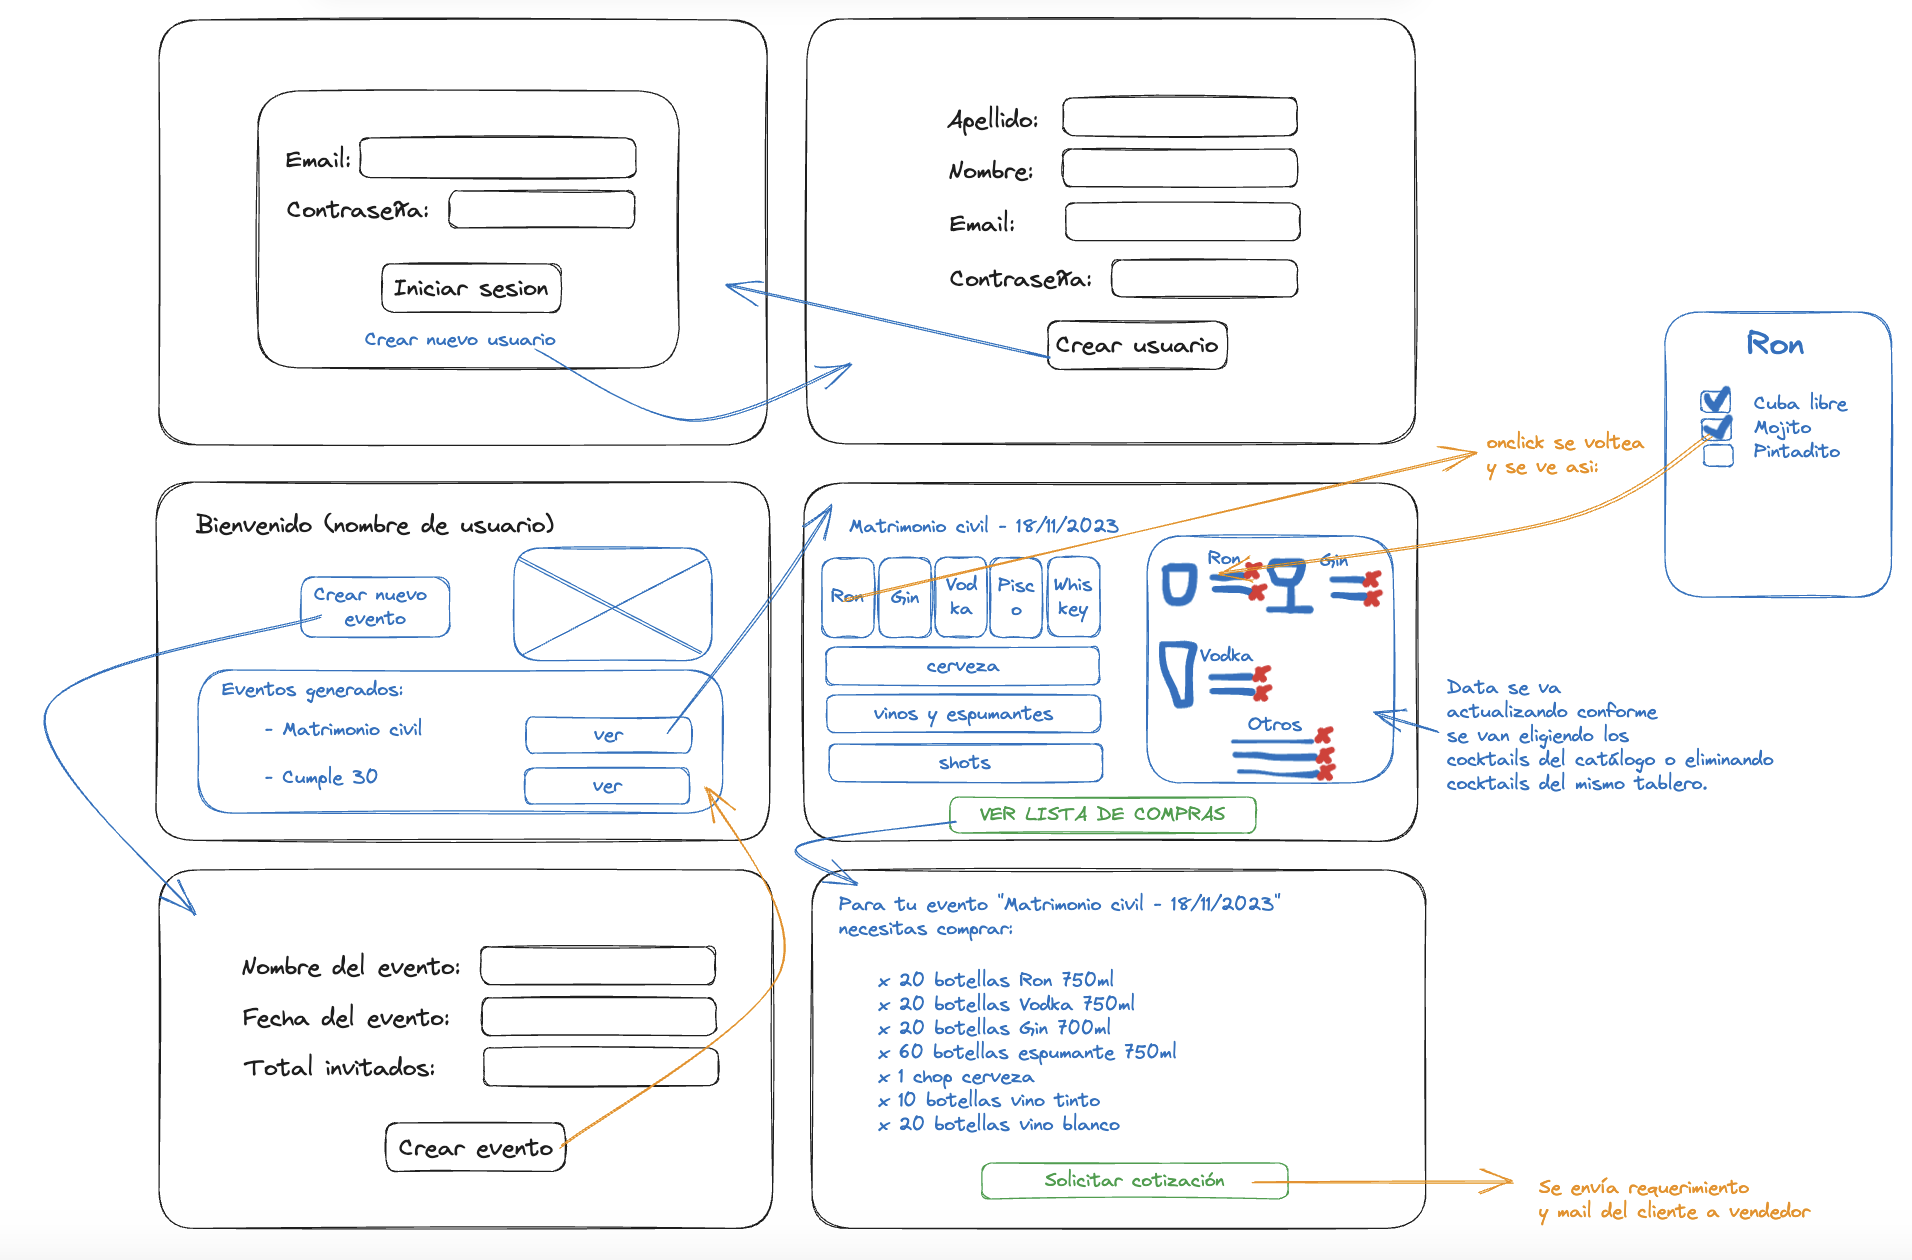 Email:
Contraseña:
Iniciar sesion
Crear nuevo usuario
Apellido:
Nombre:
Email:
Contraseña:
Crear usuario
onclick se voltea
y se ve asi:
Ron
Cuba libre
Mojito
Pintadito
Bienvenido (nombre de usuario)
Crear nuevo
evento
Eventos generados:
- Matrimonio civil
ver
- Cumple 30
ver
Matrimonio civil - 18/11/2023
Ron
Gin
Vod
ka
Pisc
o
Whis
key
cerveza
vinos y espumantes
shots
Ron
Gin
Vodka
Otros
VER LISTA DE COMPRAS
Data se va
actualizando conforme
se van eligiendo los
cocktails del catálogo o eliminando
cocktails del mismo tablero.
Nombre del evento:
Fecha del evento:
Total invitados:
Crear evento
Para tu evento "Matrimonio civil - 18/11/2023"
necesitas comprar:
x 20 botellas Ron 750ml
x 20 botellas Vodka 750ml
x 20 botellas Gin 700ml
x 60 botellas espumante 750ml
x 1 chop cerveza
x 10 botellas vino tinto
x 20 botellas vino blanco
Solicitar cotización
Se envía requerimiento
y mail del cliente a vendedor